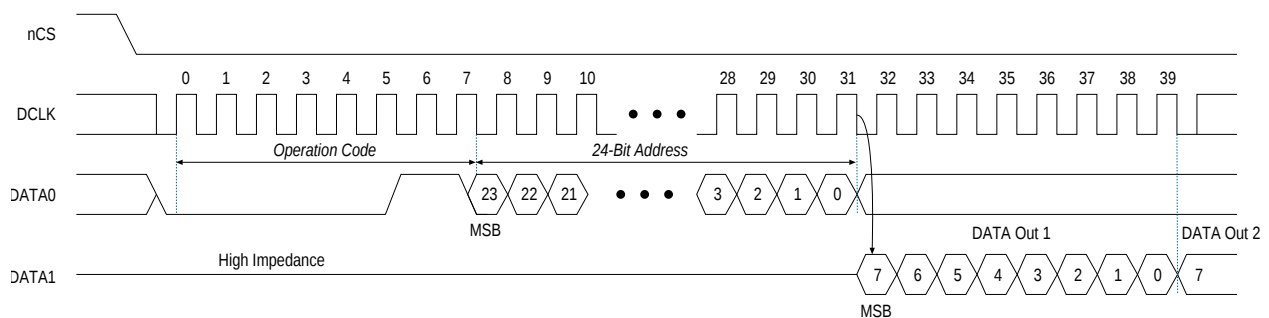 nCS
0 1 2 3 4 5 6 7 8 9 10 28 29 30 31 32 33 34 35 36 37 38 39
DCLK
Operation Code 24-Bit Address
DATA0 23 22 21 3 2 1 0
MSB DATA Out 1 DATA Out 2
High Impedance
DATA1 7 6 5 4 3 2 1 0 7
MSB